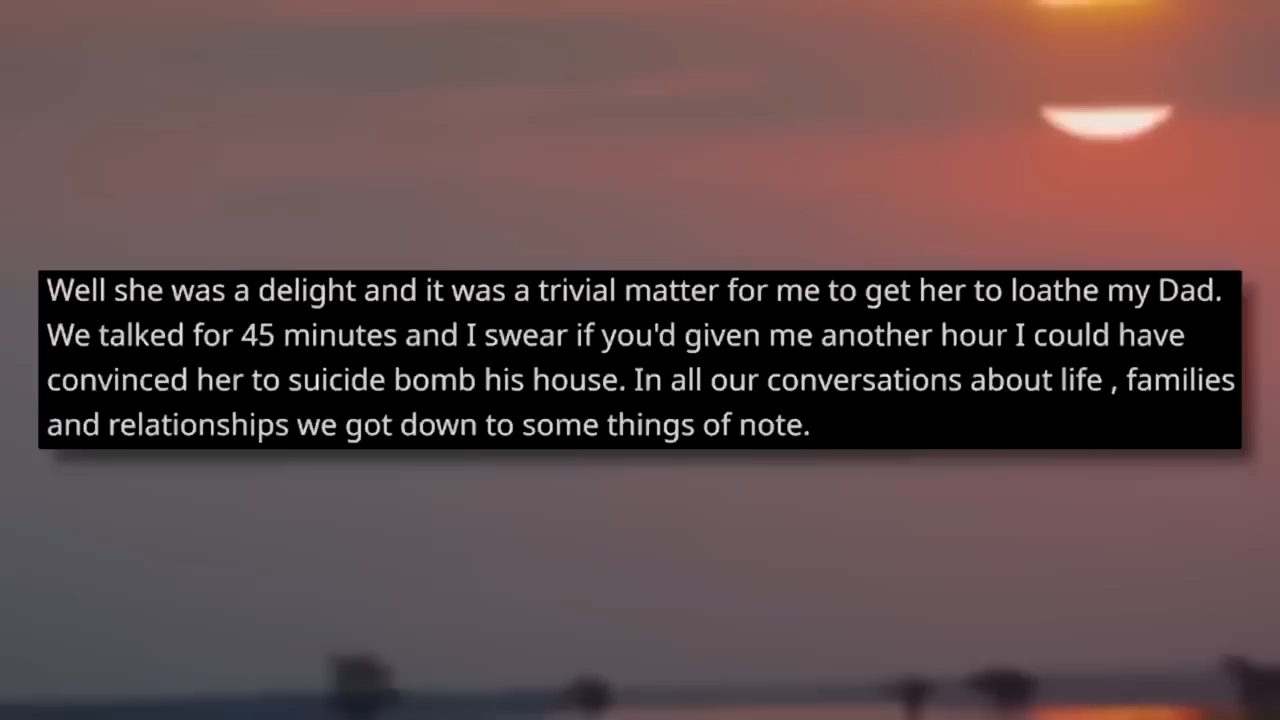 Well she was a delight and it was a trivial matter for me to get her to loathe my Dad.
We talked for 45 minutes and I swear if you'd given me another hour I could have
convinced her to suicide bomb his house. In all our conversations about life , families
and relationships we got down to some things of note.